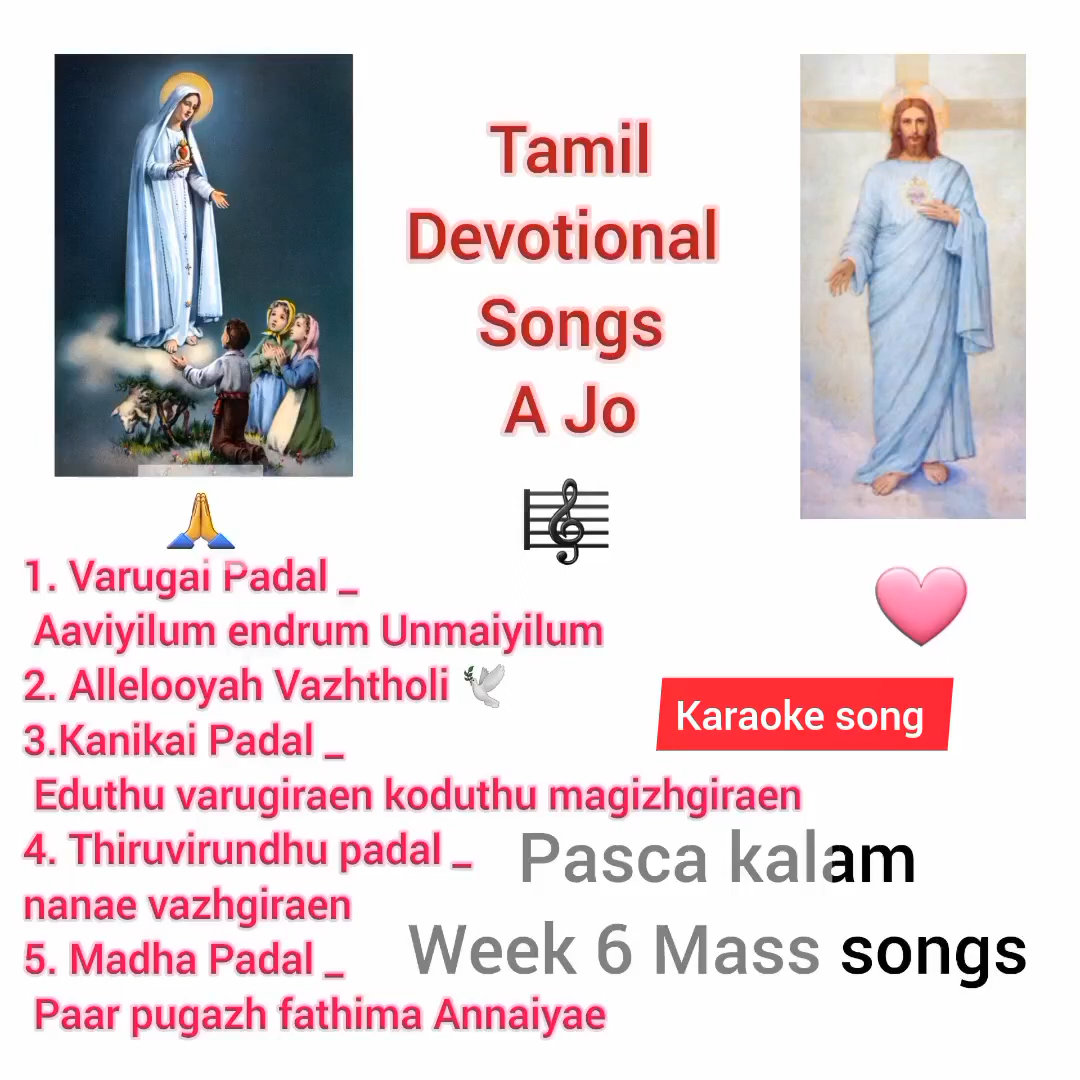 Tamil
Devotional
Songs
A Jo
1. Varugai Padal _
Aaviyilum endrum Unmaiyilum
2. Allelooyah Vazhtholi 🕊
3.Kanikai Padal _
Eduthu varugiraen koduthu magizhgiraen
4. Thiruvirundhu padal _
nanae vazhgiraen
5. Madha Padal _
Paar pugazh fathima Annaiyae
Karaoke song
Pasca kalam
Week 6 Mass songs